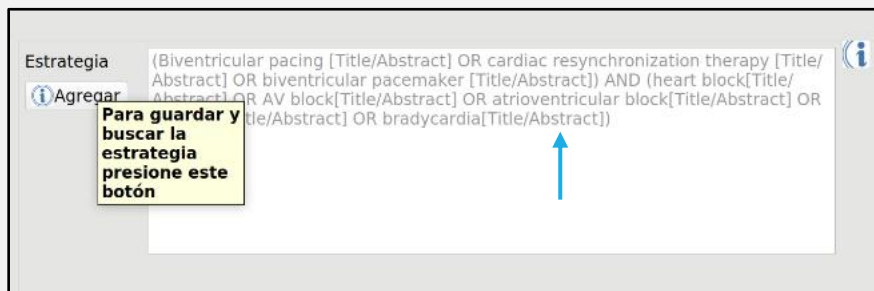 Estrategia
Agregar
Para guardar y
buscar la
estrategia
presione este
botón
(Biventricular pacing [Title/Abstract] OR cardiac resynchronization therapy [Title/
Abstract] OR biventricular pacemaker [Title/Abstract]) AND (heart block[Title/
Abstract] OR AV block[Title/Abstract] OR atrioventricular block[Title/Abstract] OR
tle/Abstract] OR bradycardia[Title/Abstract])